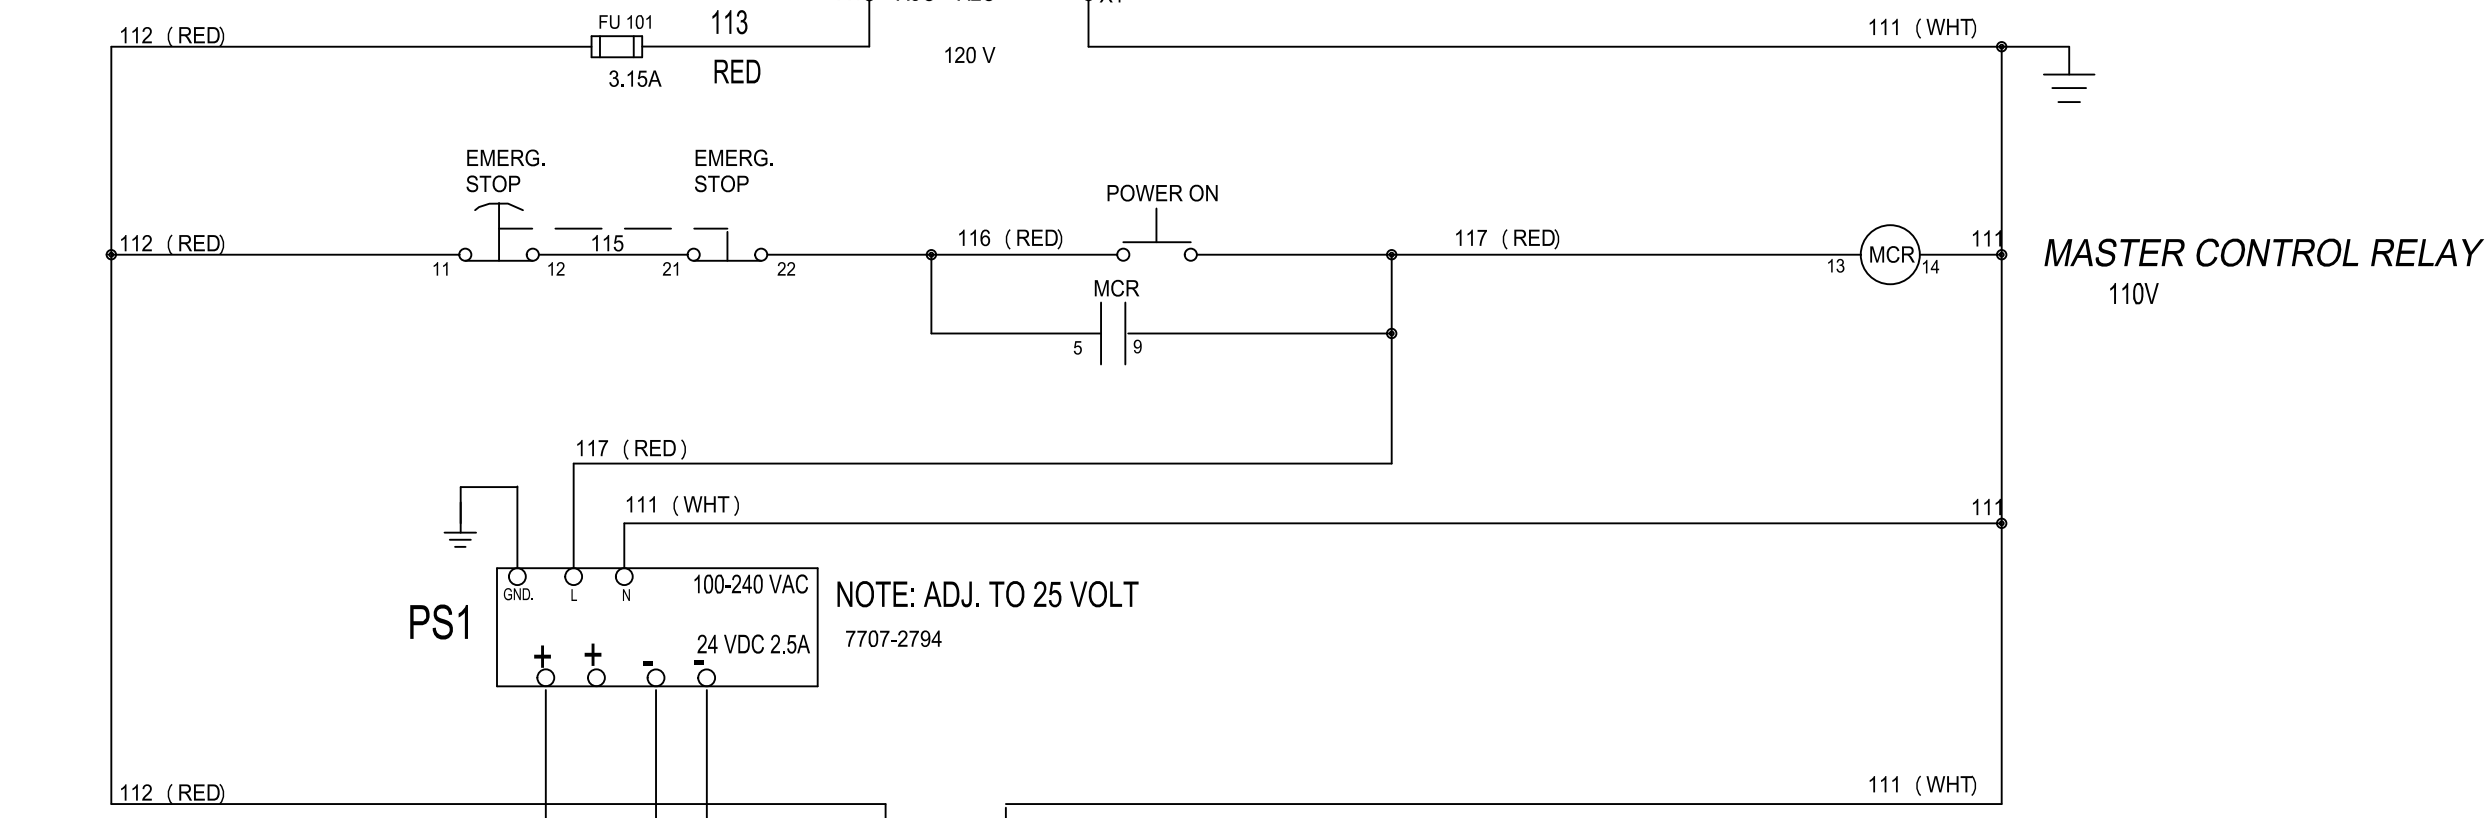 112 (RED)
FU 101
3.15A
113
RED
120 V
111 (WHT)
EMERG.
STOP
EMERG.
STOP
POWER ON
112 (RED)
11
12
115
21
22
116 (RED)
117 (RED)
13
MCR
14
111
MASTER CONTROL RELAY
110V
MCR
5
9
117 (RED)
111 (WHT)
111
GND.
L
N
100-240 VAC
PS1
24 VDC 2.5A
+
+
-
-
NOTE: ADJ. TO 25 VOLT
7707-2794
112 (RED)
111 (WHT)